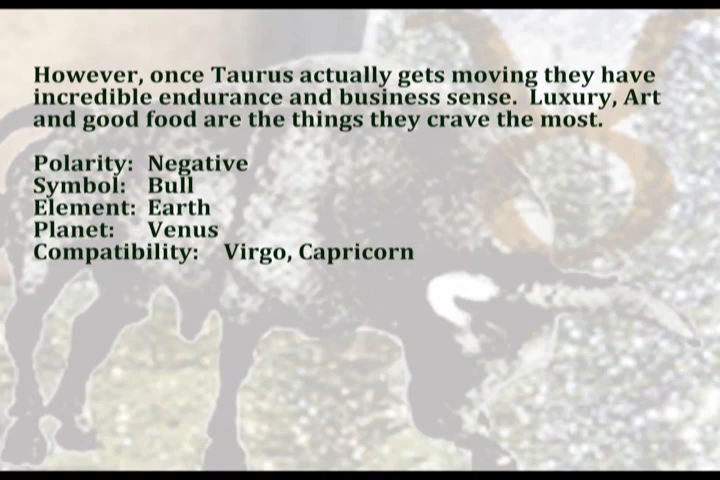 However, once Taurus actually gets moving they have
incredible endurance and business sense. Luxury, Art
and good food are the things they crave the most.
Polarity: Negative
Symbol: Bull
Element: Earth
Planet: Venus
Compatibility: Virgo, Capricorn